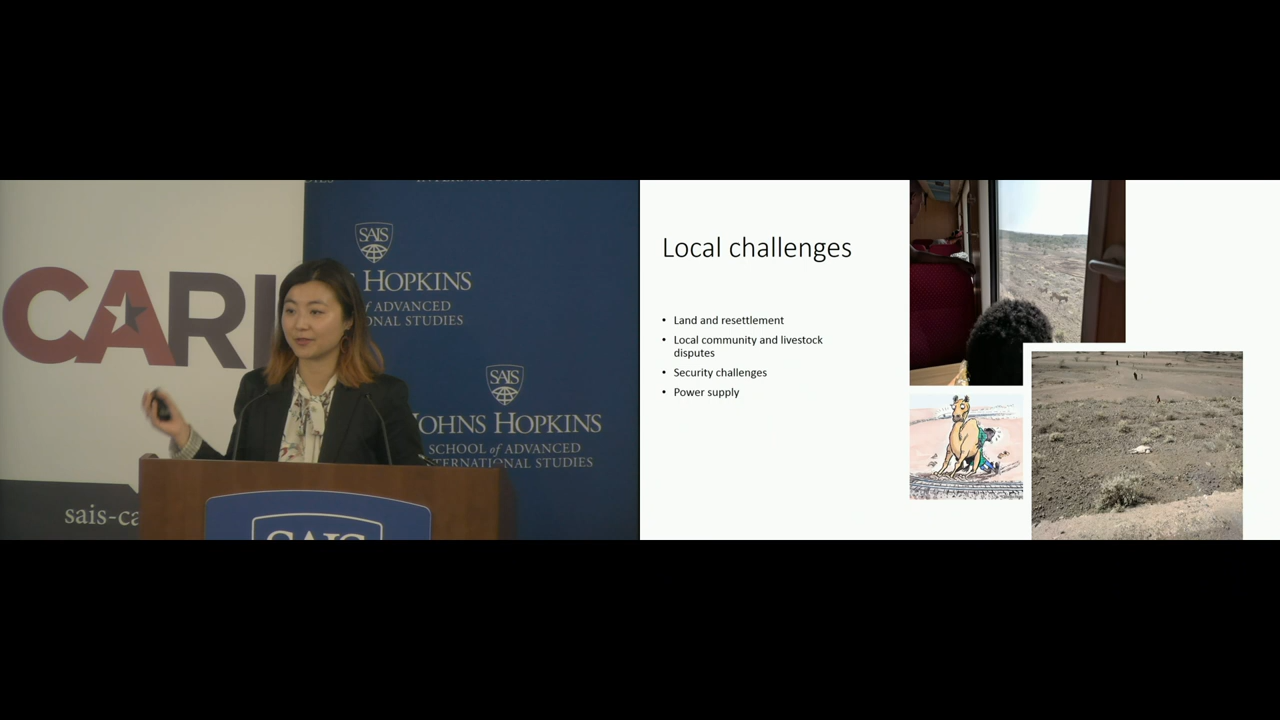 CARI
sais-ca
SAIS
S HOPKINS
of ADVANCED
ONAL STUDIES
SAIS
JOHNS HOPKINS
SCHOOL of ADVANCED
INTERNATIONAL STUDIES
SAIS
Local challenges
• Land and resettlement
• Local community and livestock
disputes
• Security challenges
• Power supply